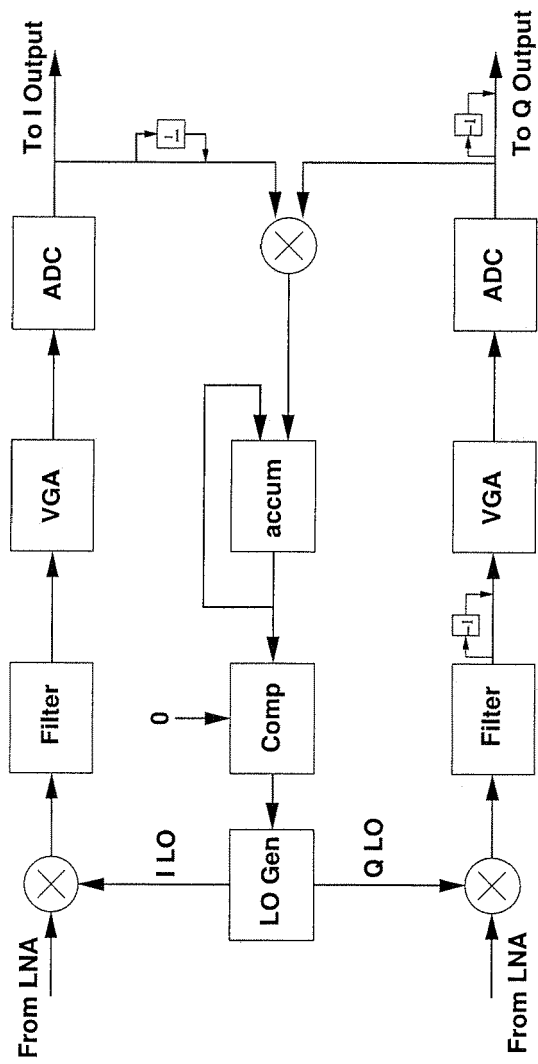 From LNA
Filter
VGA
ADC
To I Output
-1
I LO
LO Gen
0
Comp
accum
Q LO
From LNA
Filter
-1
VGA
ADC
-1
To Q Output